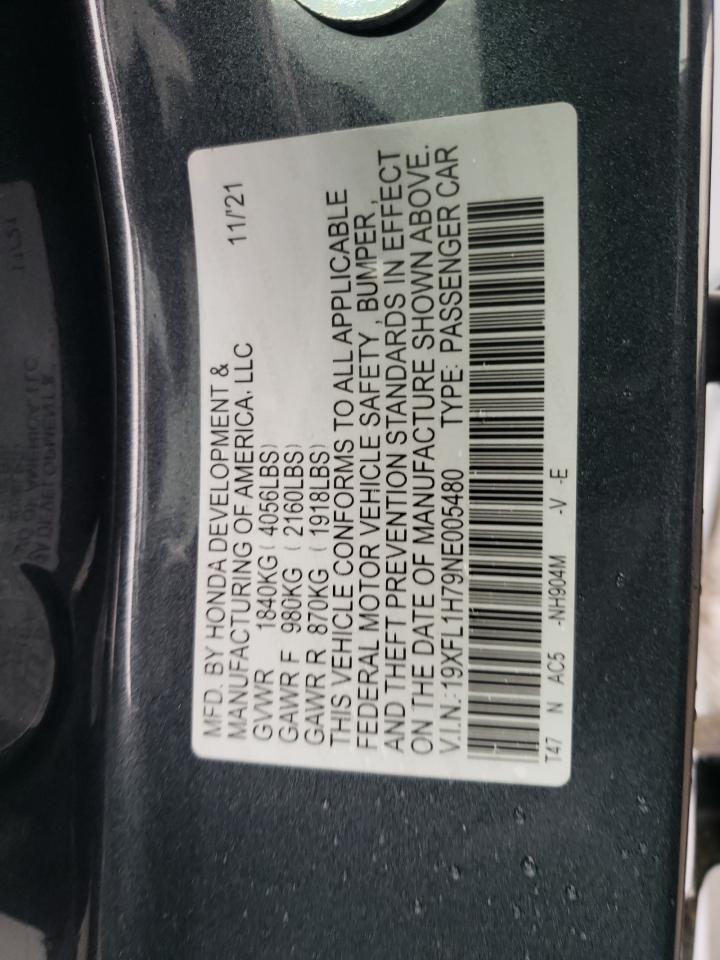 MFD. BY HONDA DEVELOPMENT &
MANUFACTURING OF AMERICA, LLC 11/'21
GVWR 1840KG ( 4056LBS)
GAWR F 980KG ( 2160LBS)
GAWR R 870KG ( 1918LBS)
THIS VEHICLE CONFORMS TO ALL APPLICABLE
FEDERAL MOTOR VEHICLE SAFETY , BUMPER ,
AND THEFT PREVENTION STANDARDS IN EFFECT
ON THE DATE OF MANUFACTURE SHOWN ABOVE.
V.I.N.: 19XFL1H79NE005480 TYPE: PASSENGER CAR
T47 N AC5 -NH904M -V -E